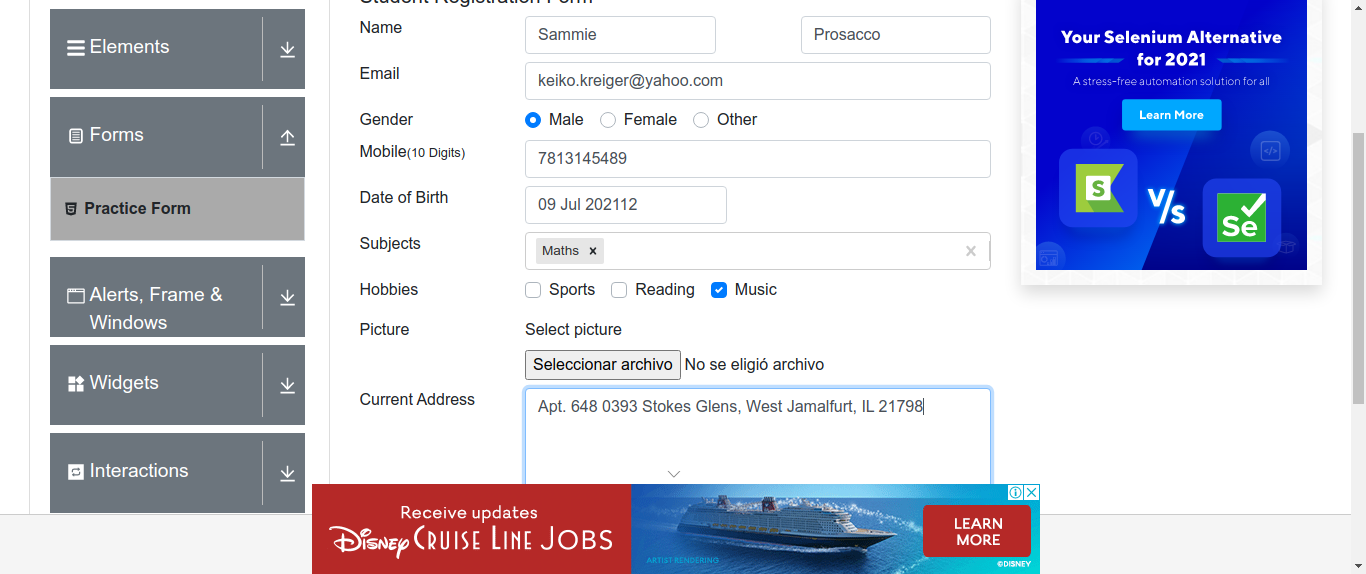 Student Registration Form
Name
Sammie
Prosacco
Email
keiko.kreiger@yahoo.com
Gender
Male
Female
Other
Mobile(10 Digits)
7813145489
Date of Birth
09 Jul 202112
Subjects
Maths ×
×
Hobbies
Sports
Reading
Music
Picture
Select picture
Seleccionar archivo No se eligió archivo
Current Address
Apt. 648 0393 Stokes Glens, West Jamalfurt, IL 21798
Elements
Forms
Practice Form
Alerts, Frame &
Windows
Widgets
Interactions
Your Selenium Alternative
for 2021
A stress-free automation solution for all
Learn More
S
V/s
Se
Receive updates
Disney CRUISE LINE JOBS
ARTIST RENDERING
LEARN
MORE
©DISNEY